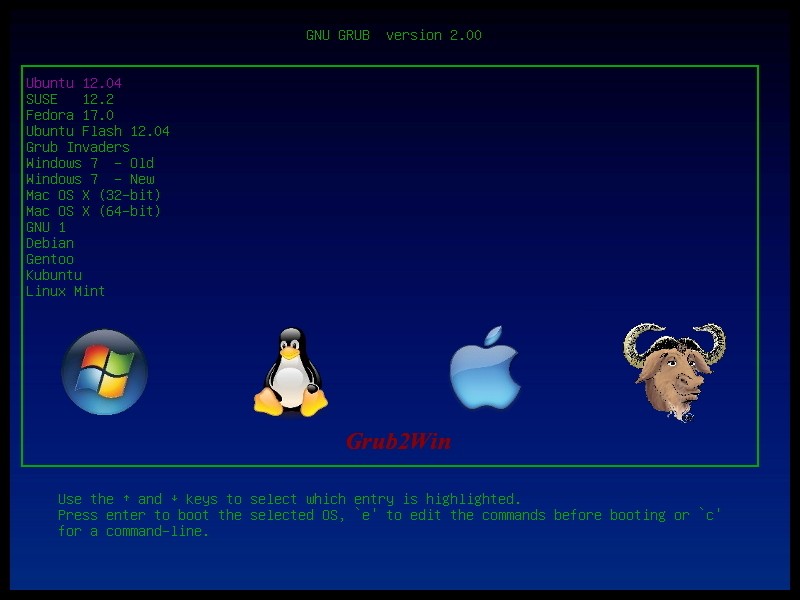 GNU GRUB  version 2.00
Ubuntu 12.04
SUSE   12.2
Fedora 17.0
Ubuntu Flash 12.04
Grub Invaders
Windows 7  - Old
Windows 7  - New
Mac OS X (32-bit)
Mac OS X (64-bit)
GNU 1
Debian
Gentoo
Kubuntu
Linux Mint
Grub2Win
Use the ↑ and ↓ keys to select which entry is highlighted.
Press enter to boot the selected OS, `e' to edit the commands before booting or `c'
for a command-line.